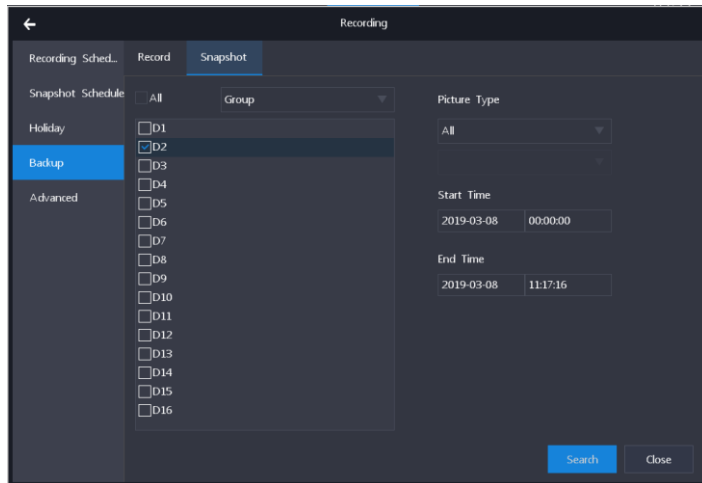 Recording
Recording Sched...
Snapshot Schedule
Holiday
Backup
Advanced
Record Snapshot
All Group
D1
D2
D3
D4
D5
D6
D7
D8
D9
D10
D11
D12
D13
D14
D15
D16
Picture Type
All
Start Time
2019-03-08 00:00:00
End Time
2019-03-08 11:17:16
Search Close